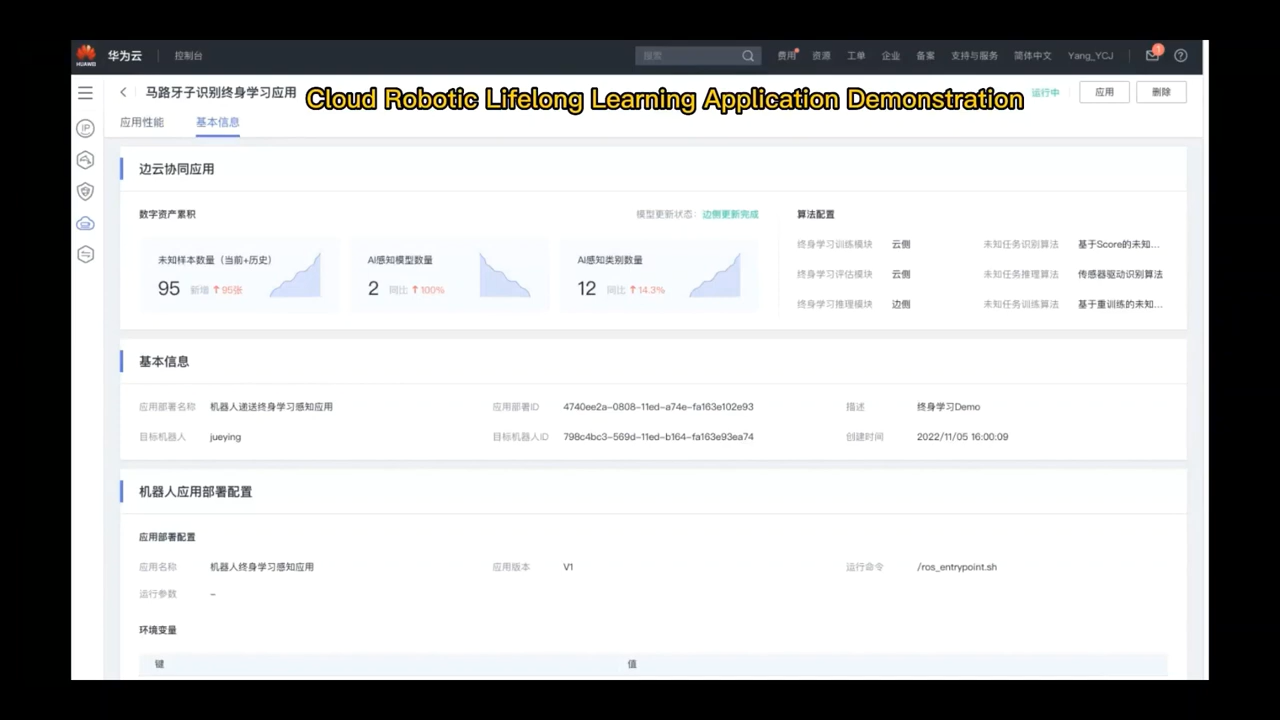 HUAWEI
华为云 控制台 搜索 费用 资源 工单 企业 备案 支持与服务 简体中文 Yang_YCJ 1
马路牙子识别终身学习应用 Cloud Robotic Lifelong Learning Application Demonstration 运行中 应用 删除
应用性能 基本信息
IP
边云协同应用
数字资产累积 模型更新状态: 边侧更新完成
未知样本数量（当前+历史）
95 新增 ↑95张
AI感知模型数量
2 同比 ↑100%
AI感知类别数量
12 同比 ↑14.3%
算法配置
终身学习训练模块 云侧 未知任务识别算法 基于Score的未知...
终身学习评估模块 云侧 未知任务推理算法 传感器驱动识别算法
终身学习推理模块 边侧 未知任务训练算法 基于重训练的未知...
基本信息
应用部署名称 机器人递送终身学习感知应用 应用部署ID 4740ee2a-0808-11ed-a74e-fa163e102e93 描述 终身学习Demo
目标机器人 jueying 目标机器人ID 798c4bc3-569d-11ed-b164-fa163e93ea74 创建时间 2022/11/05 16:00:09
机器人应用部署配置
应用部署配置
应用名称 机器人终身学习感知应用 应用版本 V1 运行命令 /ros_entrypoint.sh
运行参数 –
环境变量
键 值